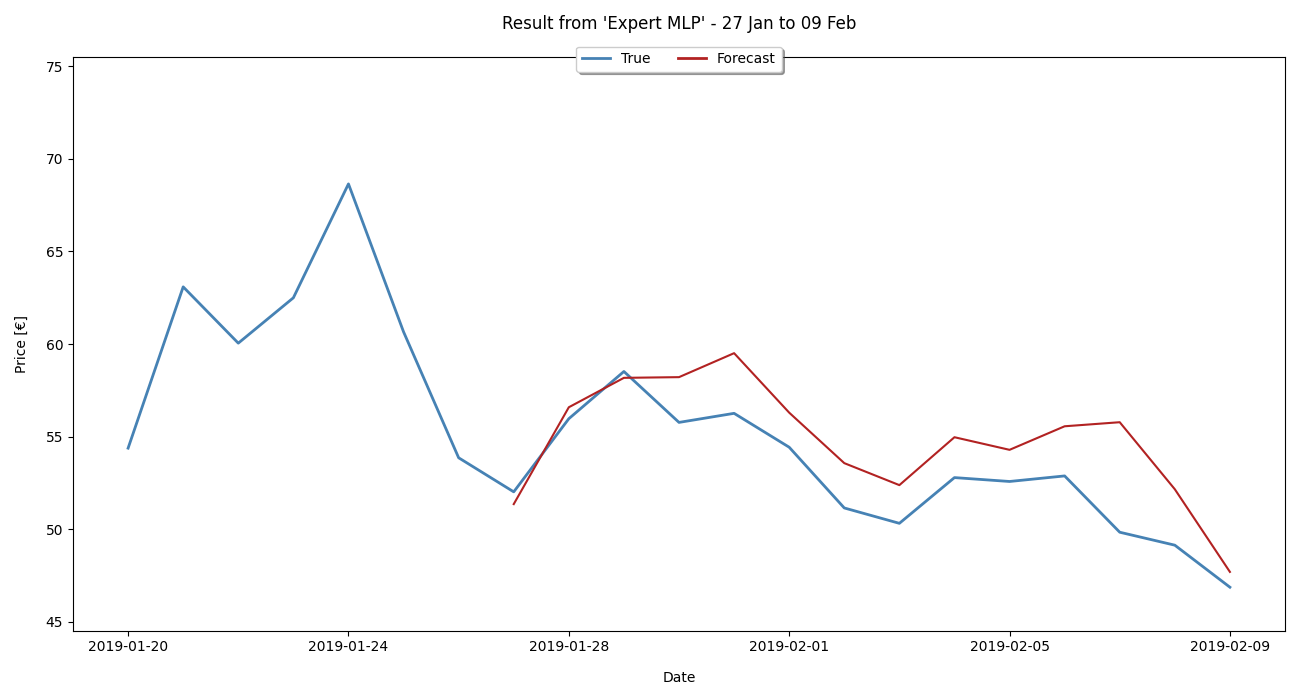 Result from 'Expert MLP' - 27 Jan to 09 Feb
True Forecast
75
70
65
60
55
50
45
Price [€]
2019-01-20 2019-01-24 2019-01-28 2019-02-01 2019-02-05 2019-02-09
Date